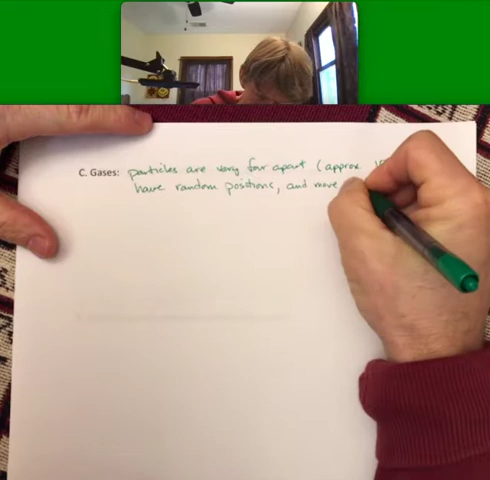 C. Gases: particles are very far apart (approx.
have random positions, and move